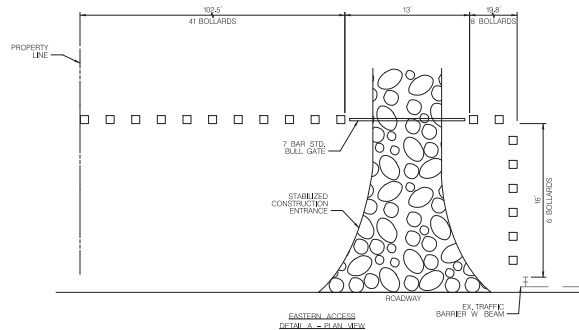 102.5'
41 BOLLARDS
13'
19.8'
8 BOLLARDS
PROPERTY
LINE
7 BAR STD.
BULL GATE
STABILIZED
CONSTRUCTION
ENTRANCE
16'
6 BOLLARDS
ROADWAY
EX. TRAFFIC
BARRIER W BEAM
EASTERN ACCESS
DETAIL A - PLAN VIEW